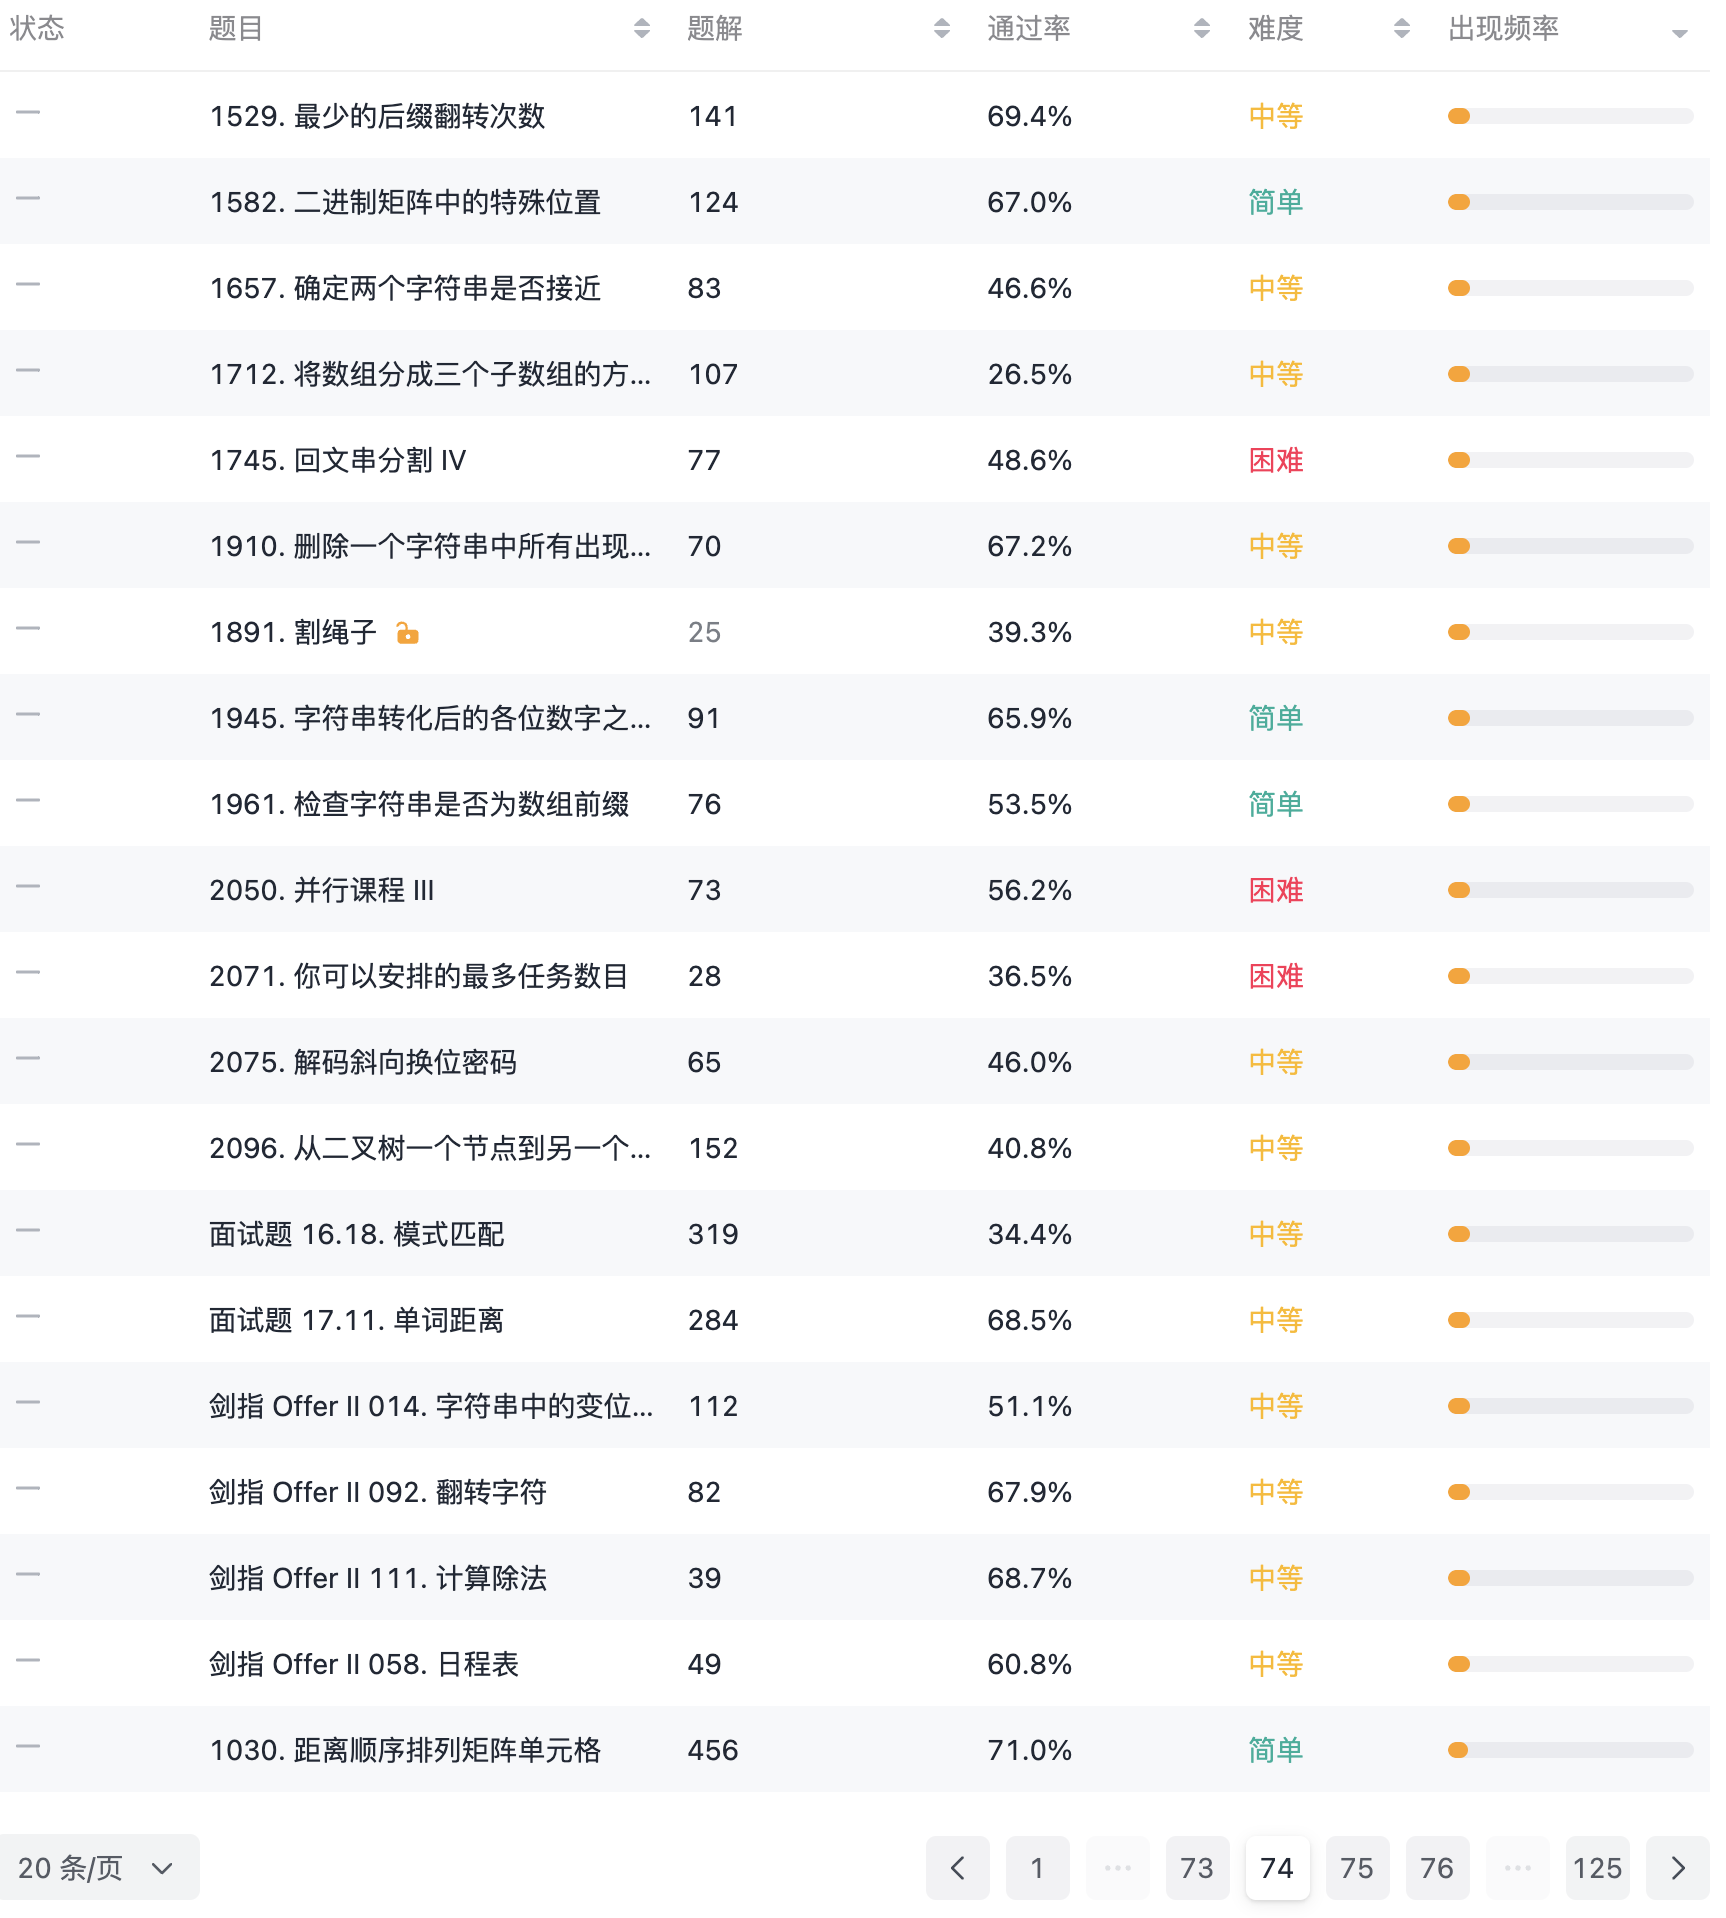 状态 题目 题解 通过率 难度 出现频率
1529. 最少的后缀翻转次数 141 69.4% 中等
1582. 二进制矩阵中的特殊位置 124 67.0% 简单
1657. 确定两个字符串是否接近 83 46.6% 中等
1712. 将数组分成三个子数组的方... 107 26.5% 中等
1745. 回文串分割 IV 77 48.6% 困难
1910. 删除一个字符串中所有出现... 70 67.2% 中等
1891. 割绳子 25 39.3% 中等
1945. 字符串转化后的各位数字之... 91 65.9% 简单
1961. 检查字符串是否为数组前缀 76 53.5% 简单
2050. 并行课程 III 73 56.2% 困难
2071. 你可以安排的最多任务数目 28 36.5% 困难
2075. 解码斜向换位密码 65 46.0% 中等
2096. 从二叉树一个节点到另一个... 152 40.8% 中等
面试题 16.18. 模式匹配 319 34.4% 中等
面试题 17.11. 单词距离 284 68.5% 中等
剑指 Offer II 014. 字符串中的变位... 112 51.1% 中等
剑指 Offer II 092. 翻转字符 82 67.9% 中等
剑指 Offer II 111. 计算除法 39 68.7% 中等
剑指 Offer II 058. 日程表 49 60.8% 中等
1030. 距离顺序排列矩阵单元格 456 71.0% 简单
20 条/页 1 ... 73 74 75 76 ... 125